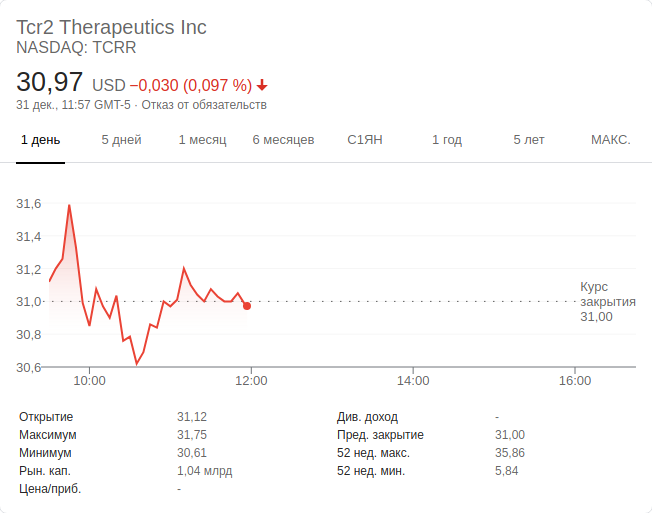 Tcr2 Therapeutics Inc
NASDAQ: TCRR
30,97 USD −0,030 (0,097 %)
31 дек., 11:57 GMT-5 · Отказ от обязательств
1 день 5 дней 1 месяц 6 месяцев С1ЯН 1 год 5 лет МАКС.
31,6
31,4
31,2
31,0
30,8
30,6
Курс
закрытия
31,00
10:00 12:00 14:00 16:00
Открытие 31,12 Див. доход -
Максимум 31,75 Пред. закрытие 31,00
Минимум 30,61 52 нед. макс. 35,86
Рын. кап. 1,04 млрд 52 нед. мин. 5,84
Цена/приб. -